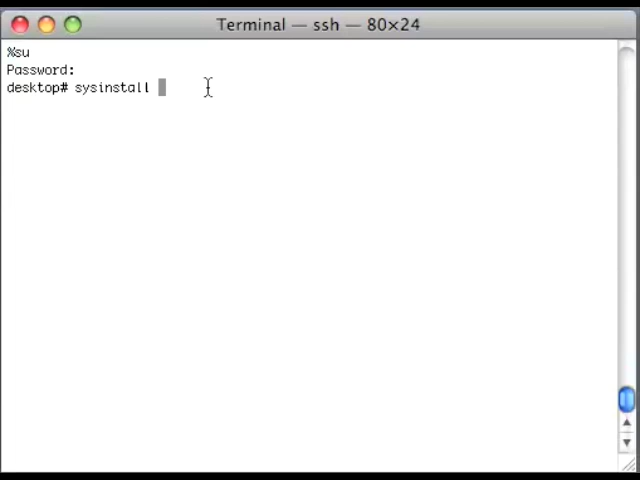 Terminal — ssh — 80×24
%su
Password:
desktop# sysinstall